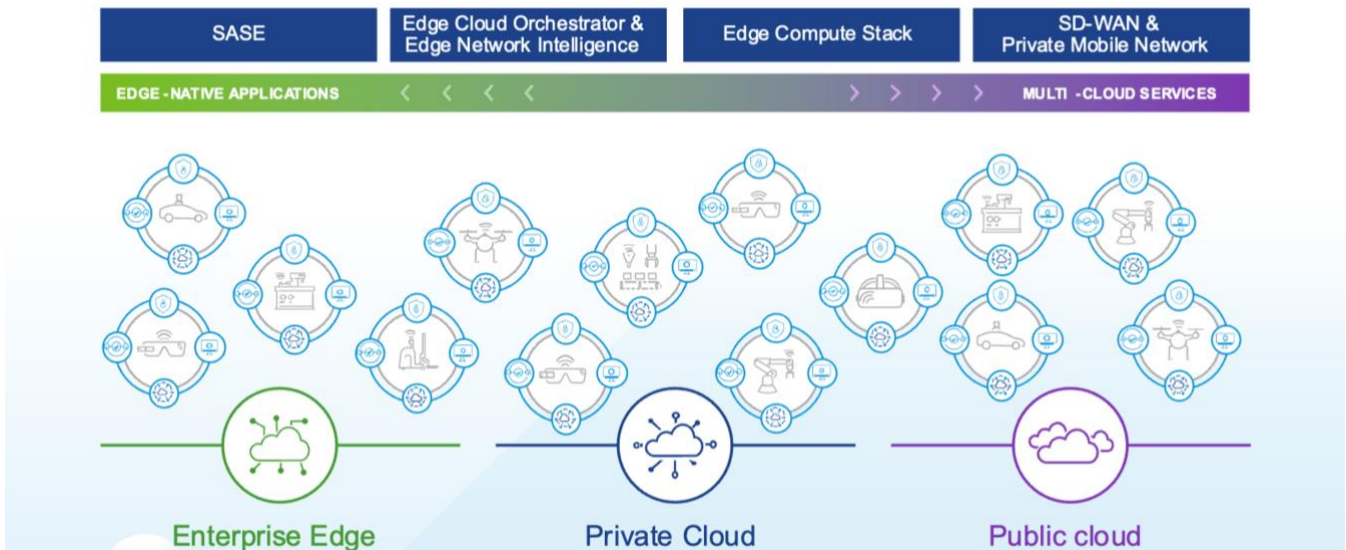 SASE
Edge Cloud Orchestrator &
Edge Network Intelligence
Edge Compute Stack
SD-WAN &
Private Mobile Network
EDGE -NATIVE APPLICATIONS
MULTI -CLOUD SERVICES
Enterprise Edge
Private Cloud
Public cloud